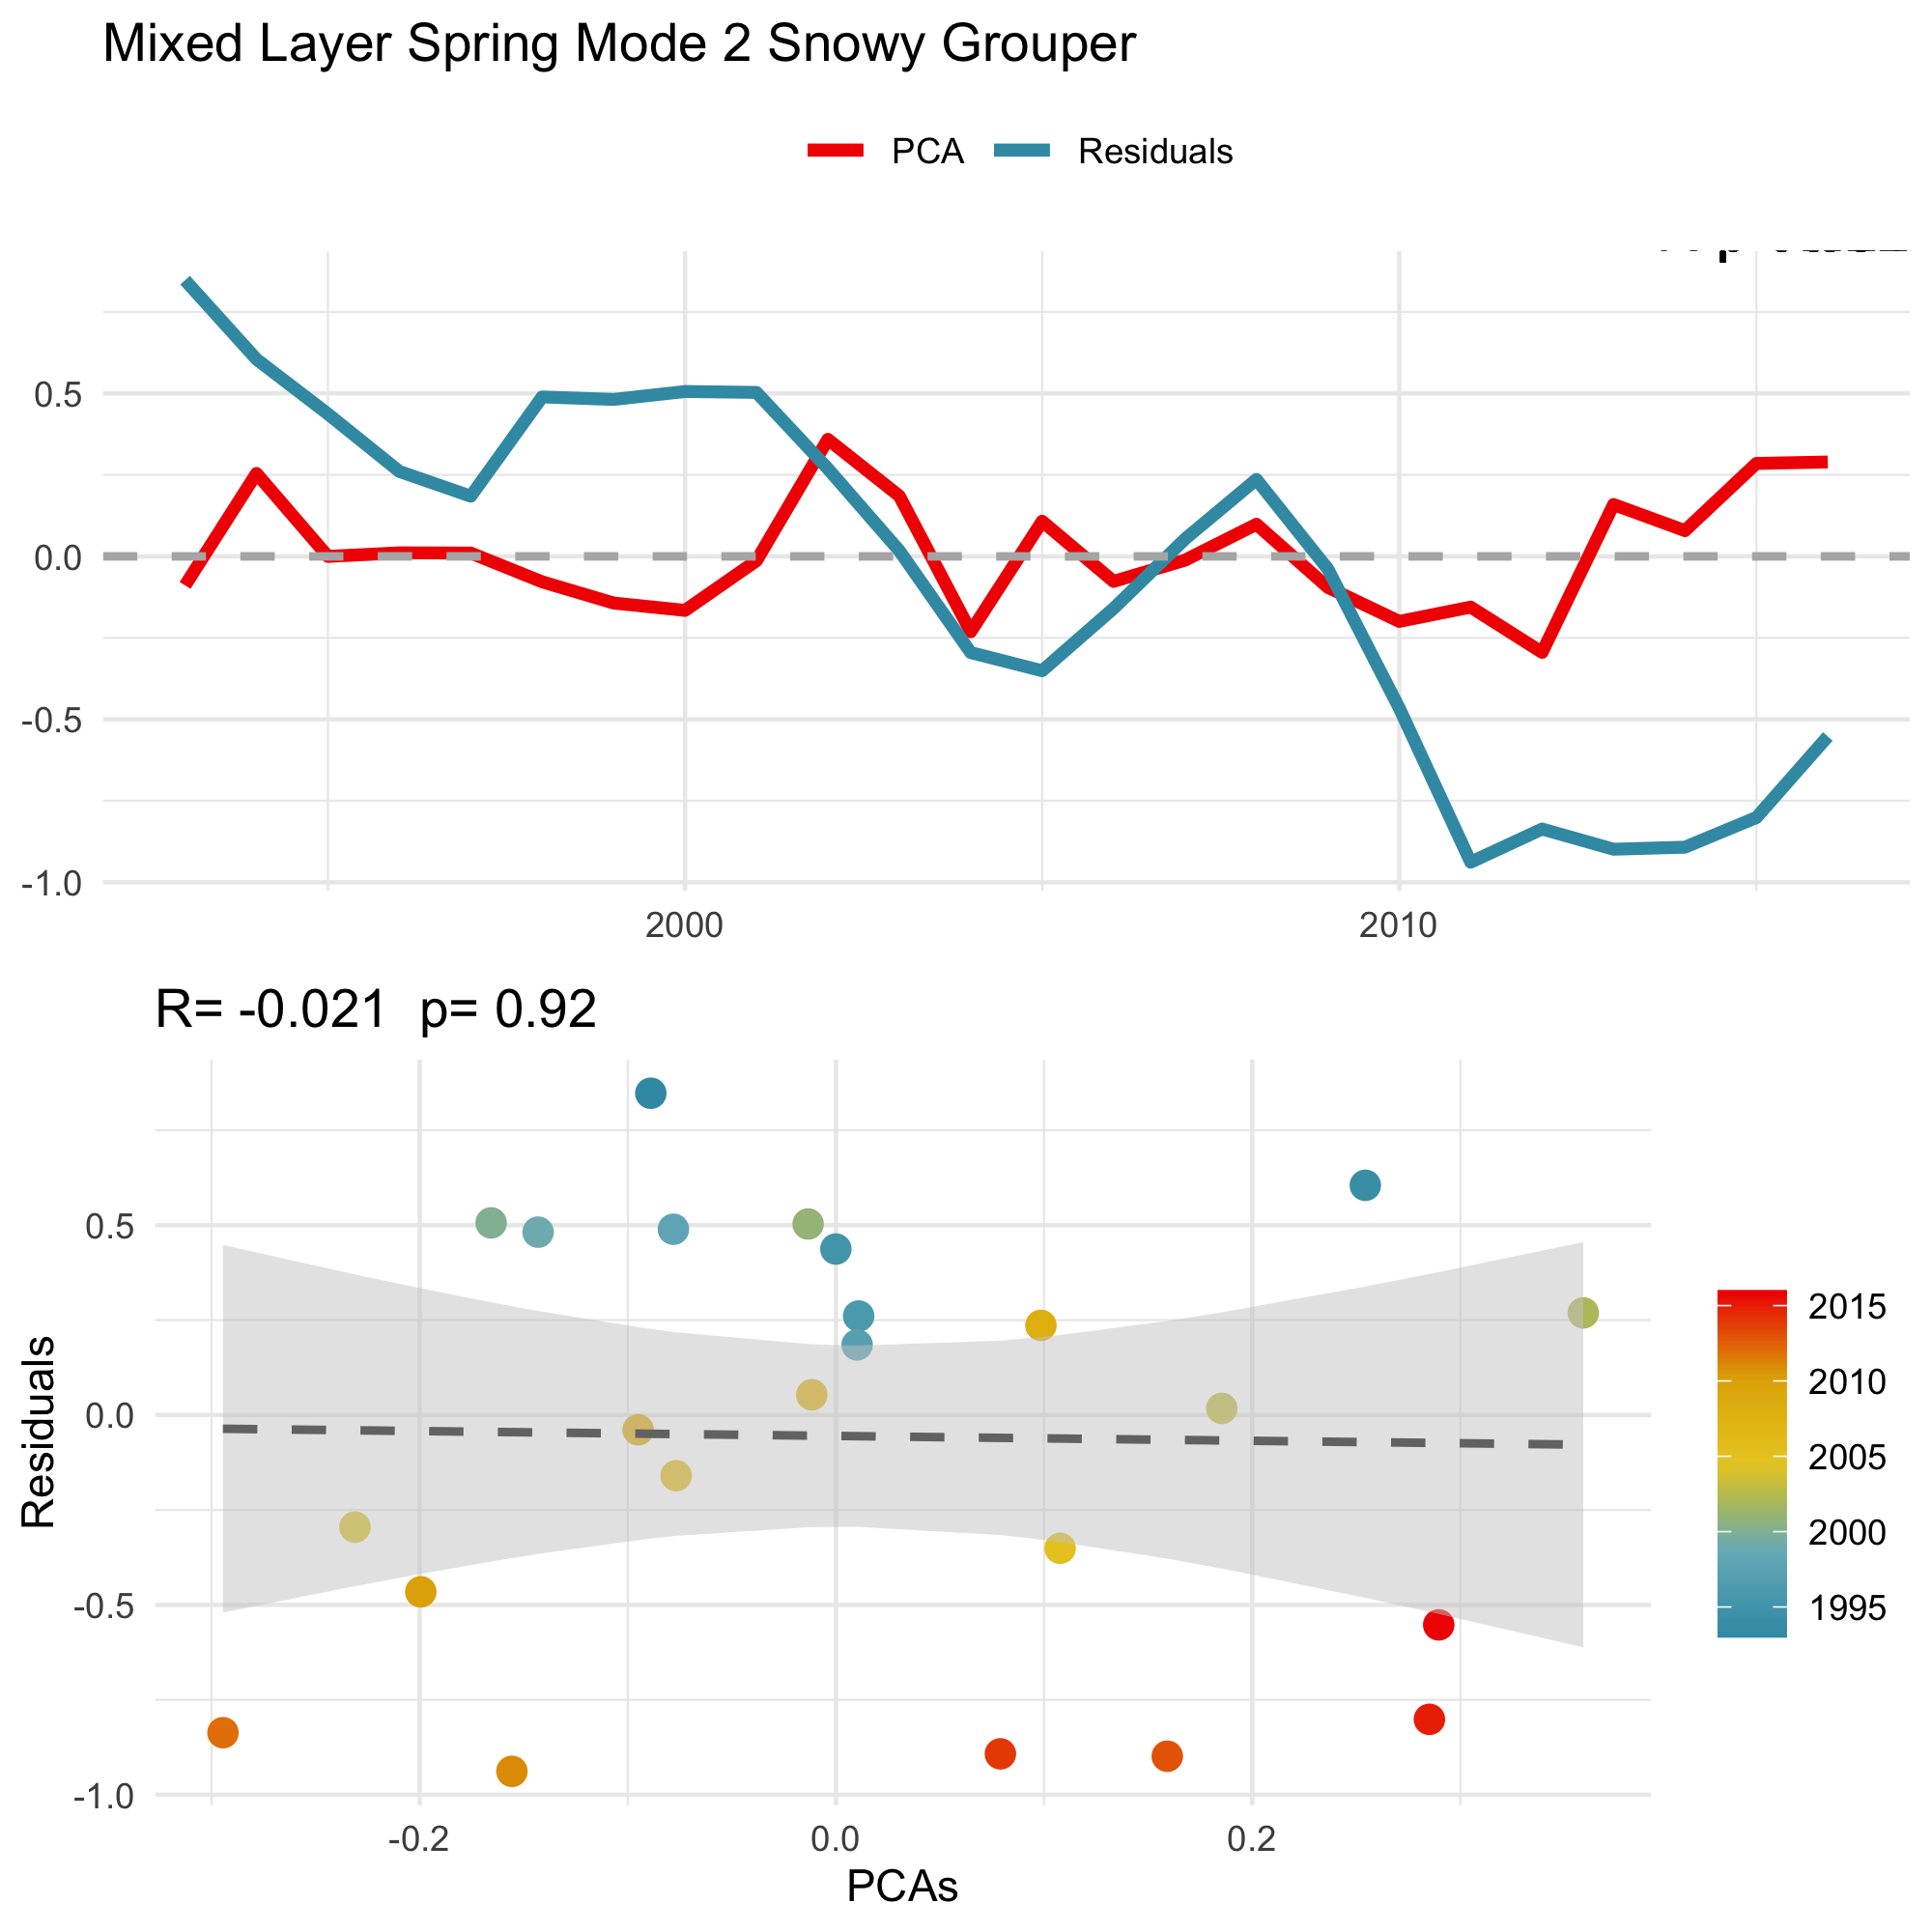 Mixed Layer Spring Mode 2 Snowy Grouper
PCA Residuals
0.5
0.0
-0.5
-1.0
2000 2010
R= -0.021 p= 0.92
Residuals
0.5
0.0
-0.5
-1.0
-0.2 0.0 0.2
PCAs
2015
2010
2005
2000
1995